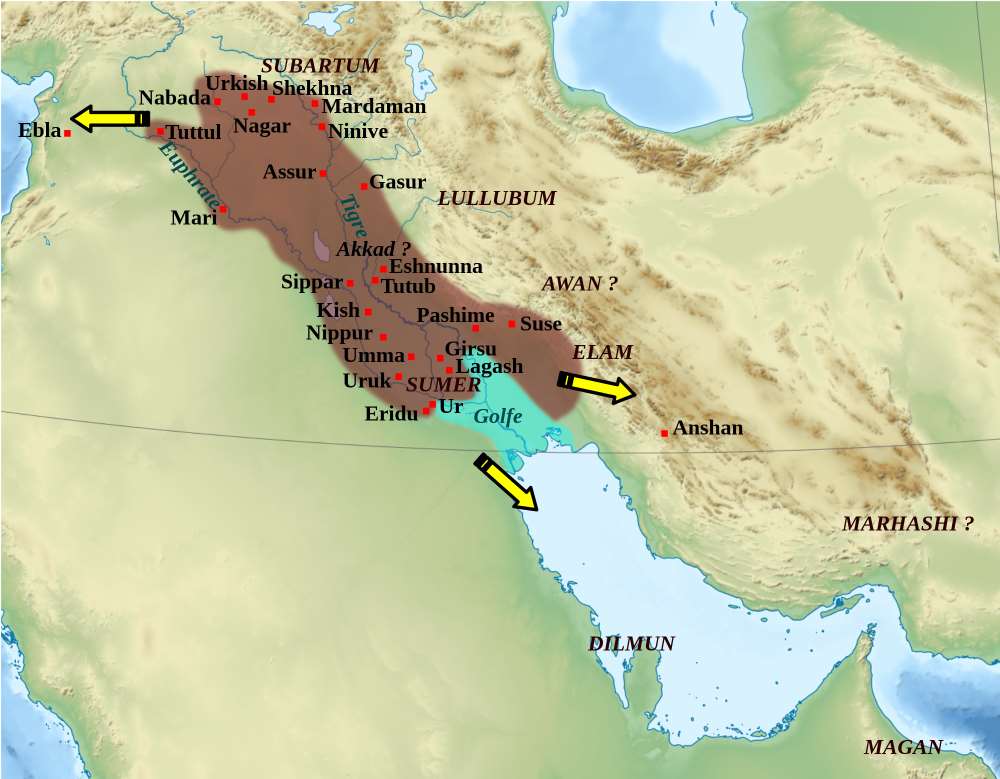 SUBARTUM
Urkish
Shekhna
Nabada
Mardaman
Ebla
Tuttul
Nagar
Ninive
Euphrate
Assur
Gasur
Tigre
LULLUBUM
Mari
Akkad ?
Eshnunna
Sippar
Tutub
AWAN ?
Kish
Pashime
Suse
Nippur
Umma
Girsu
ELAM
Lagash
Uruk
SUMER
Ur
Eridu
Golfe
Anshan
MARHASHI ?
DILMUN
MAGAN